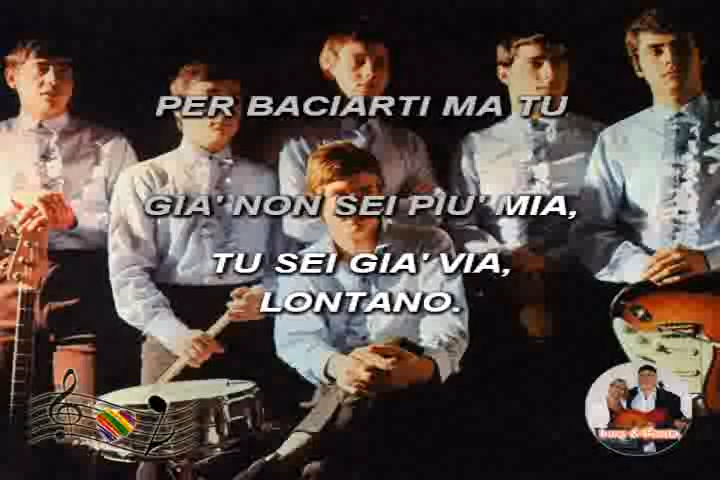 PER BACIARTI MA TU
GIA' NON SEI PIU' MIA,
TU SEI GIA' VIA,
LONTANO.